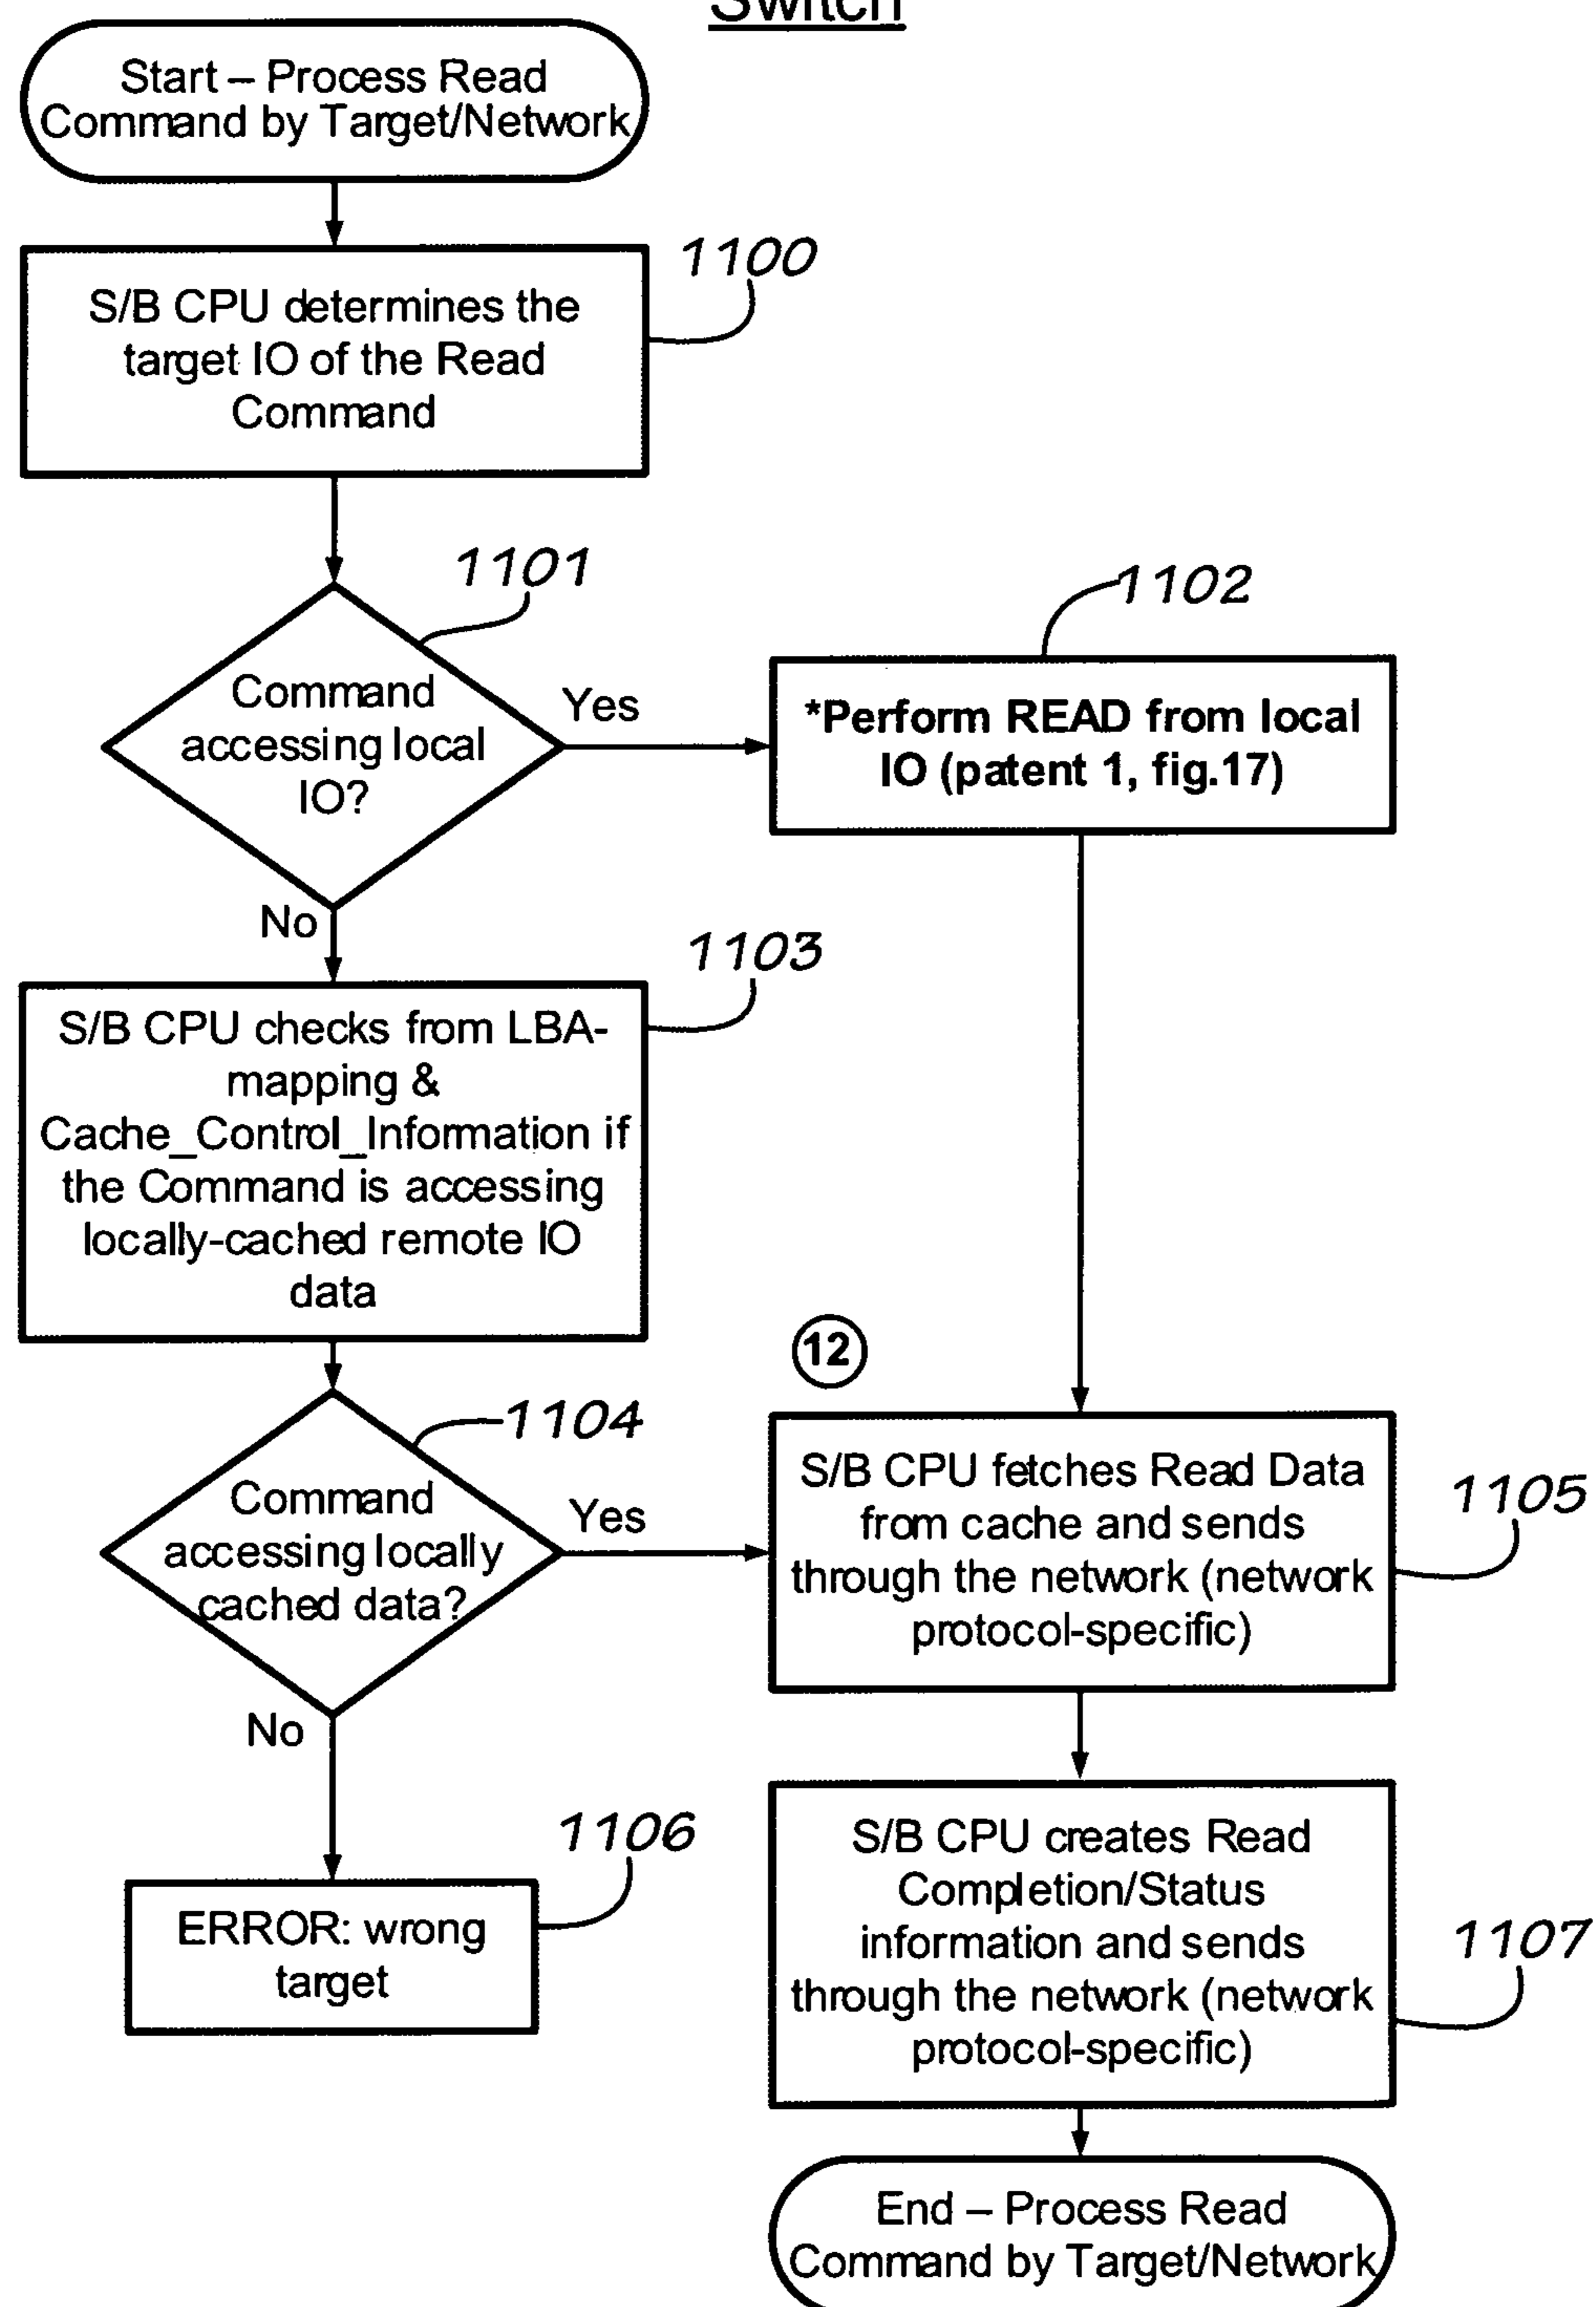 Switch
Start – Process Read
Command by Target/Network
1100
S/B CPU determines the
target IO of the Read
Command
1101
Command
accessing local
IO?
Yes
1102
*Perform READ from local
IO (patent 1, fig.17)
No
1103
S/B CPU checks from LBA-
mapping &
Cache_Control_Information if
the Command is accessing
locally-cached remote IO
data
1104
Command
accessing locally
cached data?
Yes
12
S/B CPU fetches Read Data
from cache and sends
through the network (network
protocol-specific)
1105
No
1106
ERROR: wrong
target
S/B CPU creates Read
Completion/Status
information and sends
through the network (network
protocol-specific)
1107
End – Process Read
Command by Target/Network